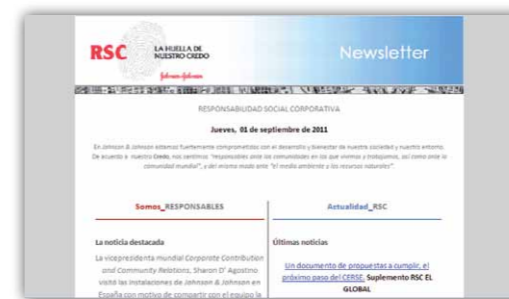 RSC
LA HUELLA DE
NUESTRO CREDO
Johnson & Johnson
Newsletter
RESPONSABILIDAD SOCIAL CORPORATIVA
Jueves, 01 de septiembre de 2011
En Johnson & Johnson estamos fuertemente comprometidos con el desarrollo y bienestar de nuestra sociedad y nuestro entorno.
De acuerdo a nuestro Credo, nos sentimos "responsables ante las comunidades en las que vivimos y trabajamos, así como ante la
comunidad mundial", y del mismo modo ante "el medio ambiente y los recursos naturales".
Somos_RESPONSABLES
La noticia destacada
La vicepresidenta mundial Corporate Contribution
and Community Relations, Sharon D' Agostino
visitó las instalaciones de Johnson & Johnson en
España con motivo de compartir con el equipo la
Actualidad_RSC
Últimas noticias
Un documento de propuestas a cumplir, el
próximo paso del CERSE. Suplemento RSC EL
GLOBAL